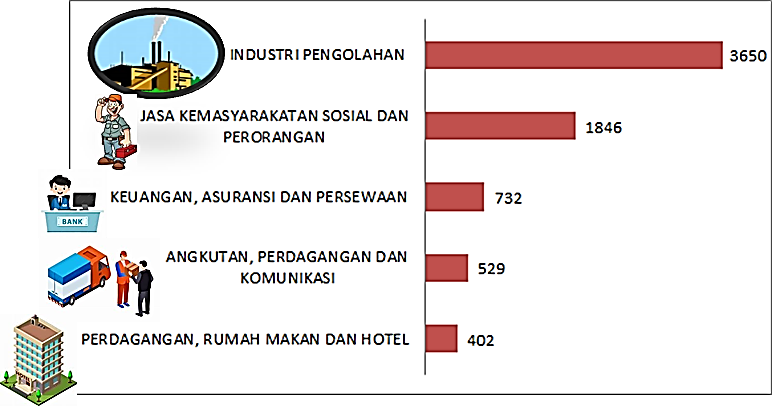 INDUSTRI PENGOLAHAN
3650
JASA KEMASYARAKATAN SOSIAL DAN
PERORANGAN
1846
BANK
KEUANGAN, ASURANSI DAN PERSEWAAN
732
ANGKUTAN, PERDAGANGAN DAN
KOMUNIKASI
529
PERDAGANGAN, RUMAH MAKAN DAN HOTEL
402